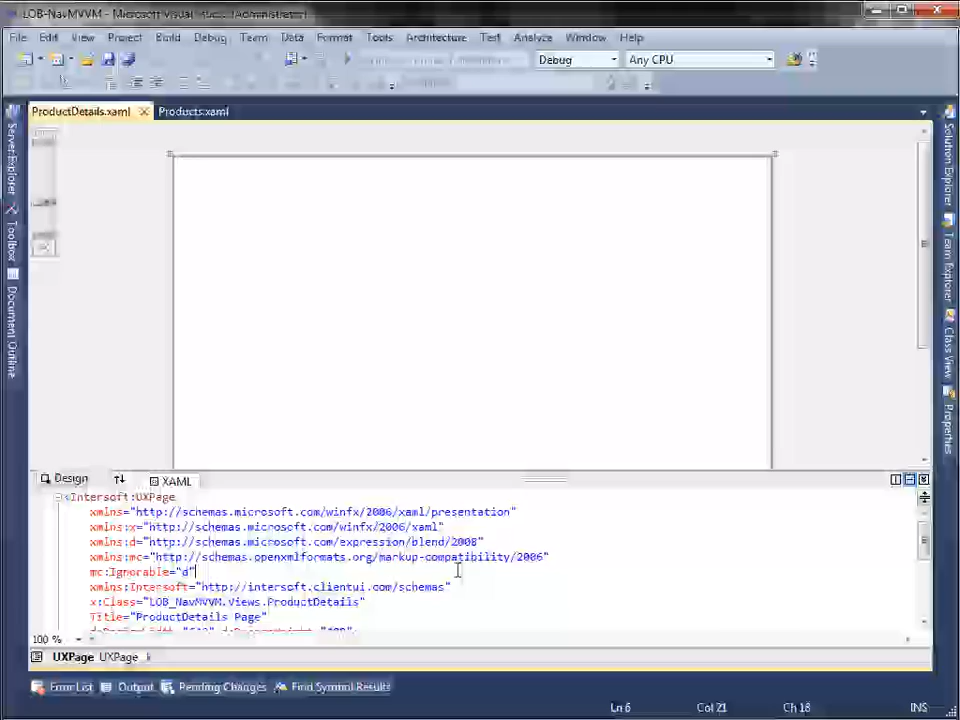 LOB-NavMVVM - Microsoft Visual Studio (Administrator)
File Edit View Project Build Debug Team Data Format Tools Architecture Test Analyze Window Help
Debug Any CPU
ProductDetails.xaml Products.xaml
Server Explorer
Toolbox
Document Outline
Solution Explorer
Team Explorer
Class View
Properties
Design XAML
<Intersoft:UXPage
xmlns="http://schemas.microsoft.com/winfx/2006/xaml/presentation"
xmlns:x="http://schemas.microsoft.com/winfx/2006/xaml"
xmlns:d="http://schemas.microsoft.com/expression/blend/2008"
xmlns:mc="http://schemas.openxmlformats.org/markup-compatibility/2006"
mc:Ignorable="d"
xmlns:Intersoft="http://intersoft.clientui.com/schemas"
x:Class="LOB_NavMVVM.Views.ProductDetails"
Title="ProductDetails Page"
100 %
UXPage UXPage
Error List Output Pending Changes Find Symbol Results
Ln 6 Col 21 Ch 18 INS